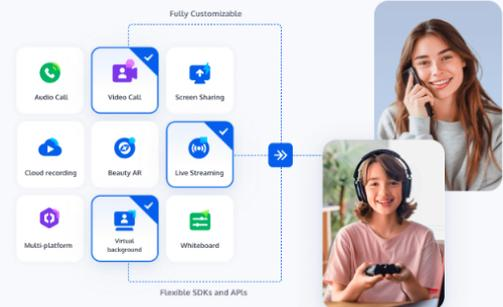 Fully Customizable
Audio Call
Video Call
Screen Sharing
Cloud recording
Beauty AR
Live Streaming
Multi-platform
Virtual
background
Whiteboard
Flexible SDKs and APIs